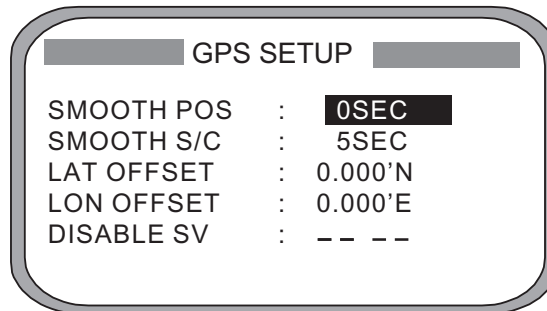 GPS SETUP
SMOOTH POS : 0SEC
SMOOTH S/C : 5SEC
LAT OFFSET : 0.000’N
LON OFFSET : 0.000’E
DISABLE SV : – – – –